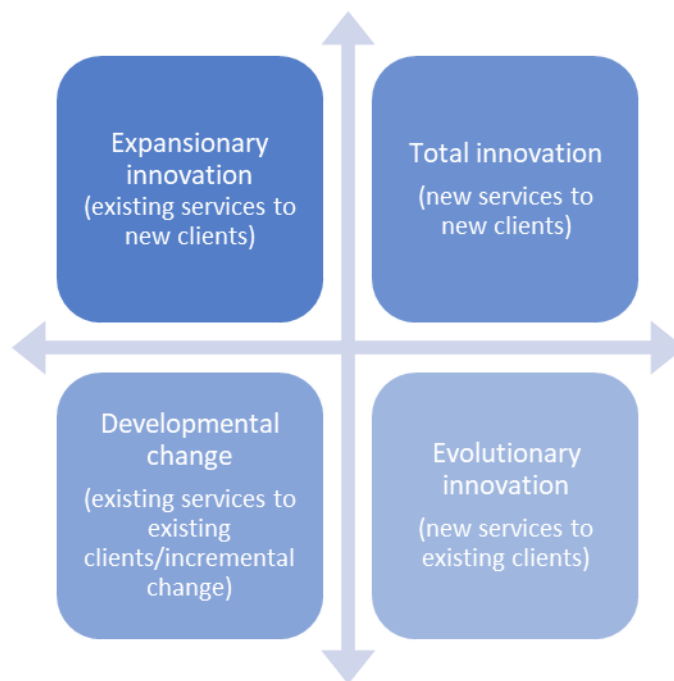 Expansionary
innovation
(existing services to
new clients)
Total innovation
(new services to
new clients)
Developmental
change
(existing services to
existing
clients/incremental
change)
Evolutionary
innovation
(new services to
existing clients)